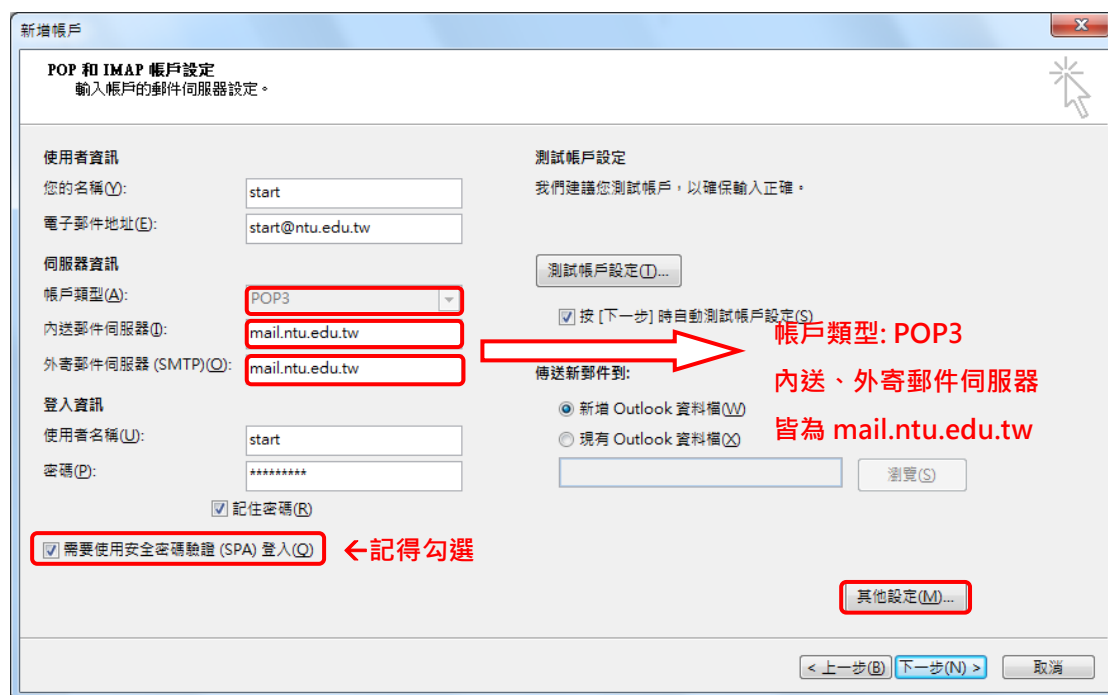 新增帳戶
POP 和 IMAP 帳戶設定
輸入帳戶的郵件伺服器設定。
使用者資訊
您的名稱(Y):
start
電子郵件地址(E):
start@ntu.edu.tw
伺服器資訊
帳戶類型(A):
POP3
內送郵件伺服器(I):
mail.ntu.edu.tw
外寄郵件伺服器 (SMTP)(O):
mail.ntu.edu.tw
登入資訊
使用者名稱(U):
start
密碼(P):
*********
記住密碼(R)
需要使用安全密碼驗證 (SPA) 登入(Q)
←記得勾選
測試帳戶設定
我們建議您測試帳戶，以確保輸入正確。
測試帳戶設定(T)...
按 [下一步] 時自動測試帳戶設定(S)
帳戶類型: POP3
內送、外寄郵件伺服器
皆為 mail.ntu.edu.tw
傳送新郵件到:
新增 Outlook 資料檔(W)
現有 Outlook 資料檔(X)
瀏覽(S)
其他設定(M)...
< 上一步(B)
下一步(N) >
取消